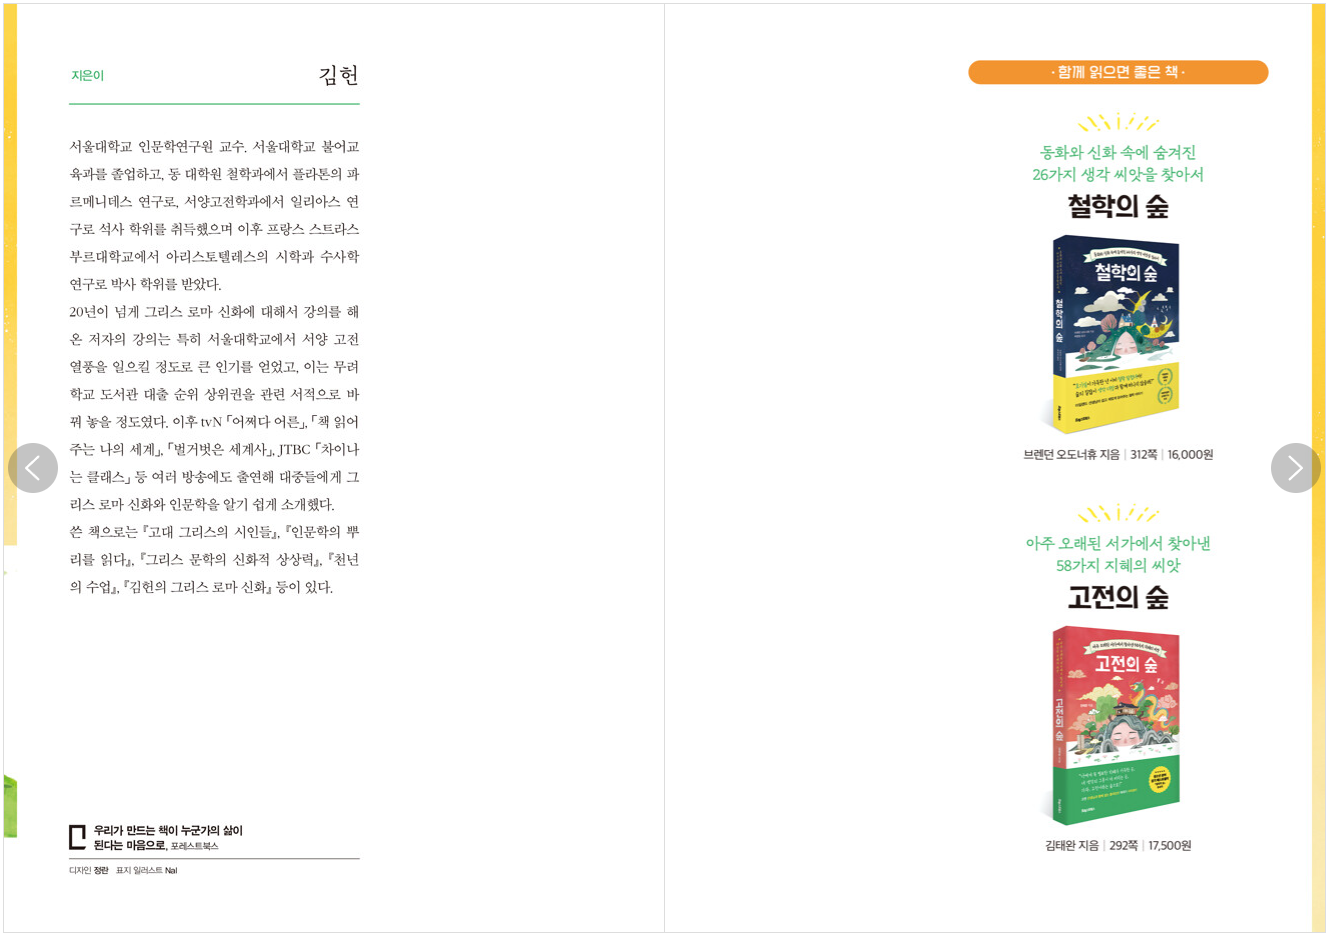 지은이
김헌
서울대학교 인문학연구원 교수. 서울대학교 불어교
육과를 졸업하고, 동 대학원 철학과에서 플라톤의 파
르메니데스 연구로, 서양고전학과에서 일리아스 연
구로 석사 학위를 취득했으며 이후 프랑스 스트라스
부르대학교에서 아리스토텔레스의 시학과 수사학
연구로 박사 학위를 받았다.
20년이 넘게 그리스 로마 신화에 대해서 강의를 해
온 저자의 강의는 특히 서울대학교에서 서양 고전
열풍을 일으킬 정도로 큰 인기를 얻었고, 이는 무려
학교 도서관 대출 순위 상위권을 관련 서적으로 바
꿔 놓을 정도였다. 이후 tvN 「어쩌다 어른」, 「책 읽어
주는 나의 세계」, 「벌거벗은 세계사」, JTBC 「차이나
는 클래스」 등 여러 방송에도 출연해 대중들에게 그
리스 로마 신화와 인문학을 알기 쉽게 소개했다.
쓴 책으로는 『고대 그리스의 시인들』, 『인문학의 뿌
리를 읽다』, 『그리스 문학의 신화적 상상력』, 『천년
의 수업』, 『김헌의 그리스 로마 신화』 등이 있다.
우리가 만드는 책이 누군가의 삶이
된다는 마음으로, 포레스트북스
디자인 정란 표지 일러스트 Nal
· 함께 읽으면 좋은 책 ·
동화와 신화 속에 숨겨진
26가지 생각 씨앗을 찾아서
철학의 숲
철학의 숲
철학의 숲
브렌던 오도너휴 지음 | 312쪽 | 16,000원
아주 오래된 서가에서 찾아낸
58가지 지혜의 씨앗
고전의 숲
고전의 숲
고전의 숲
김태완 지음 | 292쪽 | 17,500원